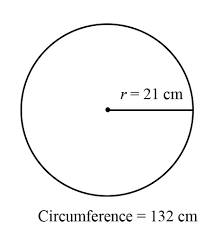 r = 21 cm
Circumference = 132 cm